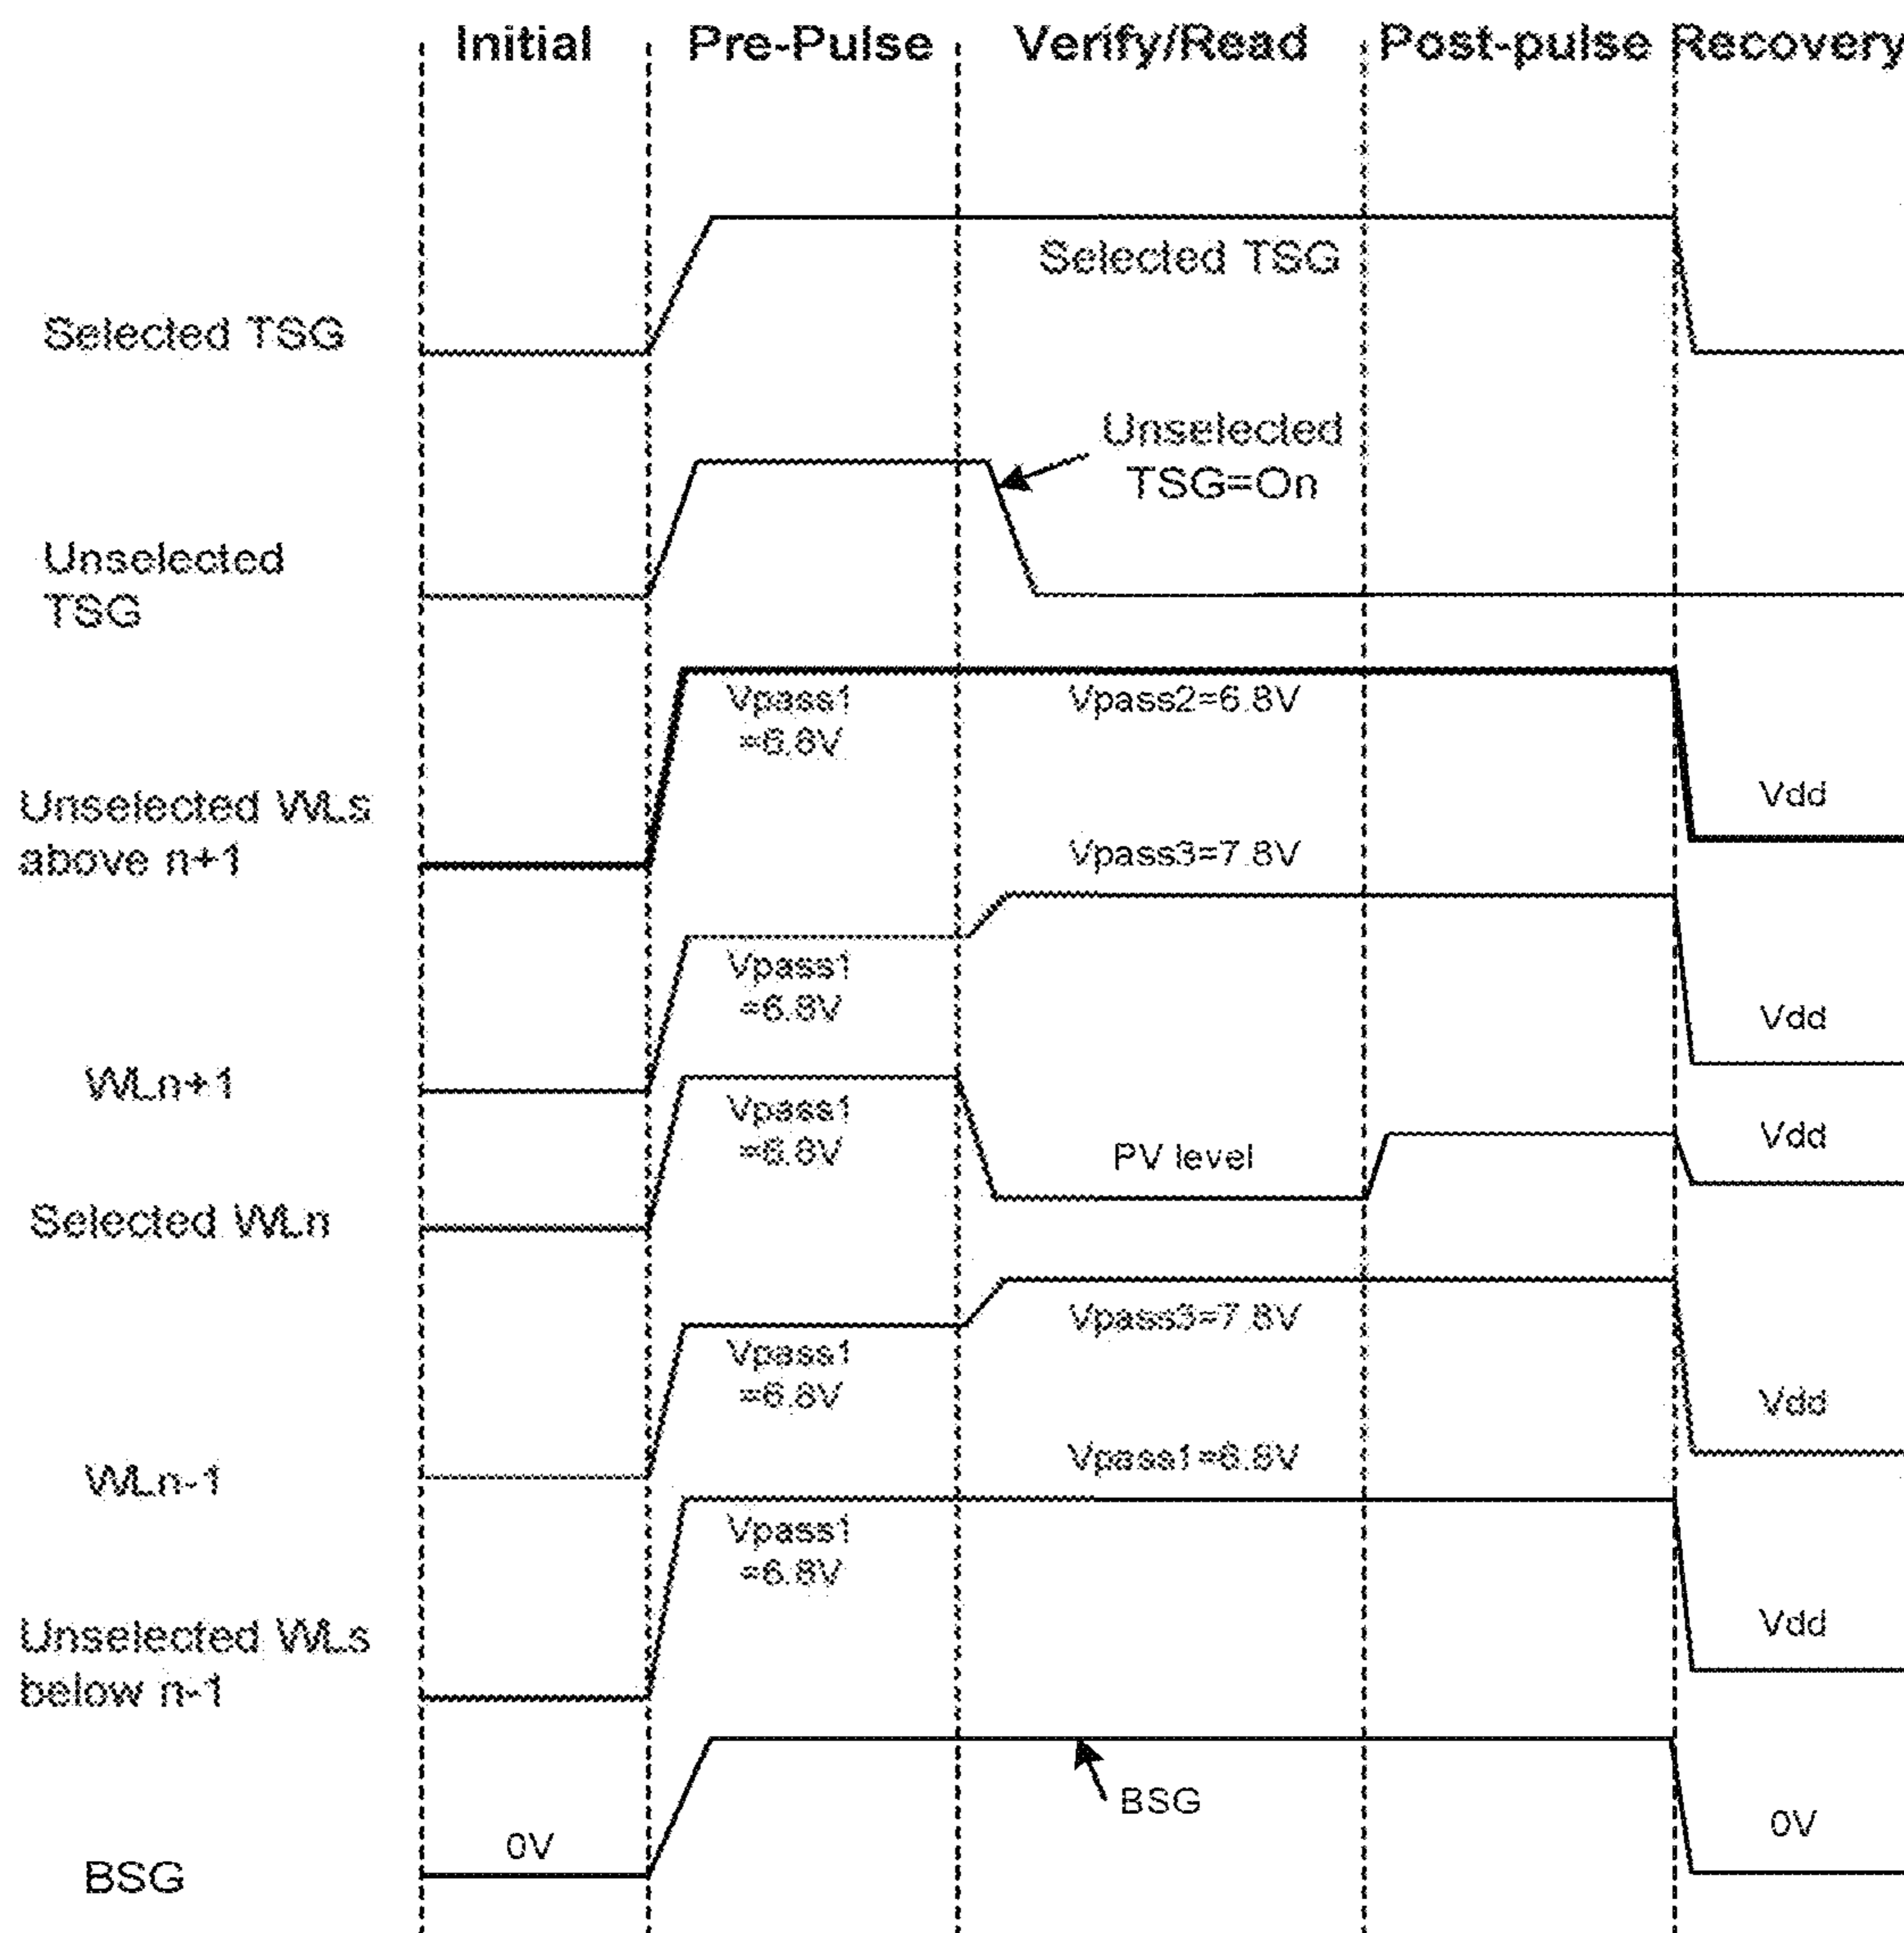 Initial Pre-Pulse Verify/Read Post-pulse Recovery
Selected TSG
Selected TSG
Unselected
TSG=On
Unselected
TSG
Vpass1
=6.8V
Vpass2=6.8V
Unselected WLs
above n+1
Vdd
Vpass3=7.8V
Vpass1
=6.8V
Vdd
WLn+1
Vpass1
=6.8V
PV level
Vdd
Selected WLn
Vpass3=7.8V
Vpass1
=6.8V
Vdd
WLn-1
Vpass1=6.8V
Vpass1
=6.8V
Vdd
Unselected WLs
below n-1
BSG
0V
0V
BSG